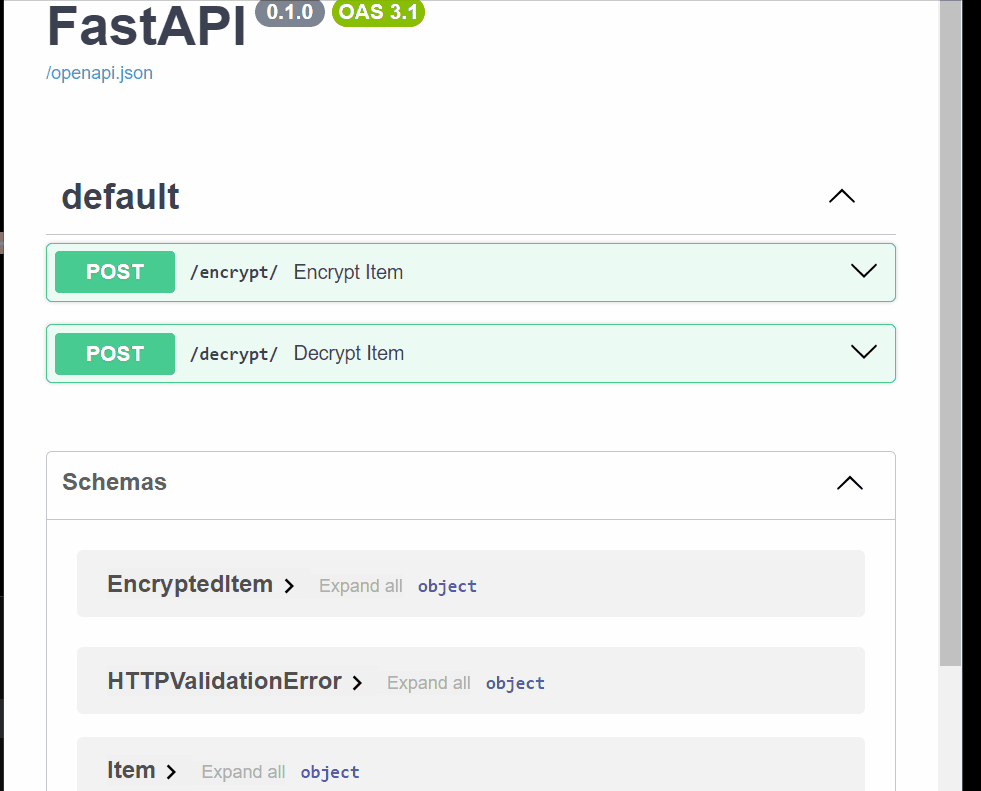 FastAPI 0.1.0 OAS 3.1
/openapi.json
default
POST /encrypt/ Encrypt Item
POST /decrypt/ Decrypt Item
Schemas
EncryptedItem Expand all object
HTTPValidationError Expand all object
Item Expand all object